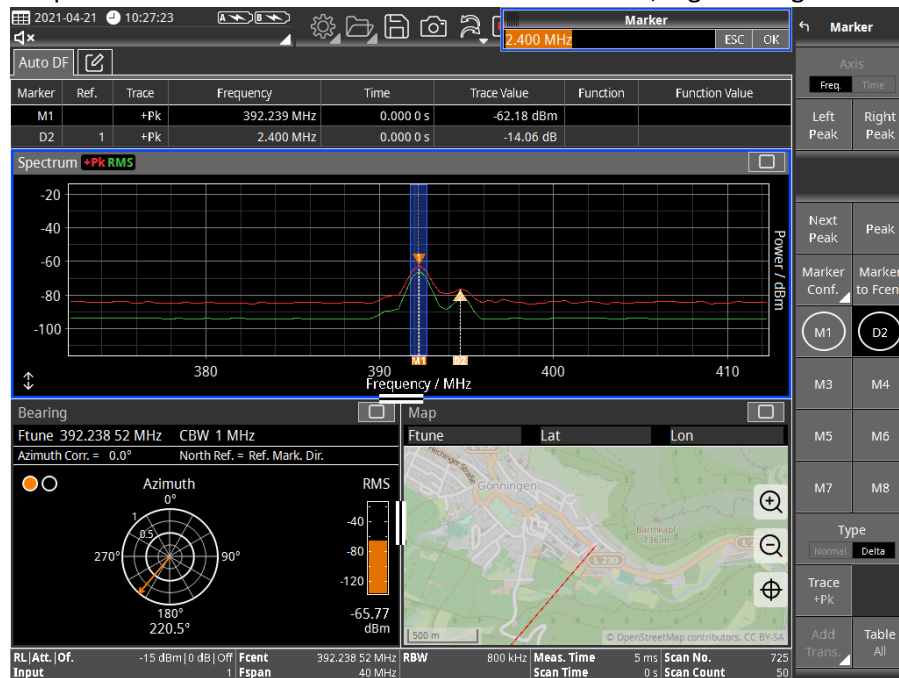 2021-04-21 10:27:23 A B Marker
2.400 MHz ESC OK
Marker
Auto DF
Axis
Freq. Time
Marker Ref. Trace Frequency Time Trace Value Function Function Value
M1 +Pk 392.239 MHz 0.000 0 s -62.18 dBm
D2 1 +Pk 2.400 MHz 0.000 0 s -14.06 dB
Left Peak
Right Peak
Spectrum +Pk RMS
-20
-40
-60
-80
-100
Power / dBm
M1 D2
380 390 400 410
Frequency / MHz
Next Peak
Peak
Marker Conf.
Marker to Fcen
M1 D2
M3 M4
M5 M6
M7 M8
Type
Normal Delta
Trace +Pk
Add Trans.
Table All
Bearing
Ftune 392.238 52 MHz CBW 1 MHz
Azimuth Corr. = 0.0° North Ref. = Ref. Mark. Dir.
Azimuth
0°
1
0.5
270° 90°
180°
220.5°
RMS
-40
-80
-120
-65.77
dBm
Map
Ftune Lat Lon
Hechinger Straße
Gönningen
Barmkapf
736 m
L 230
500 m
© OpenStreetMap contributors, CC BY-SA
RL|Att.|Of. -15 dBm|0 dB|Off Fcent 392.238 52 MHz RBW 800 kHz Meas. Time 5 ms Scan No. 725
Input 1 Fspan 40 MHz Scan Time 0 s Scan Count 50